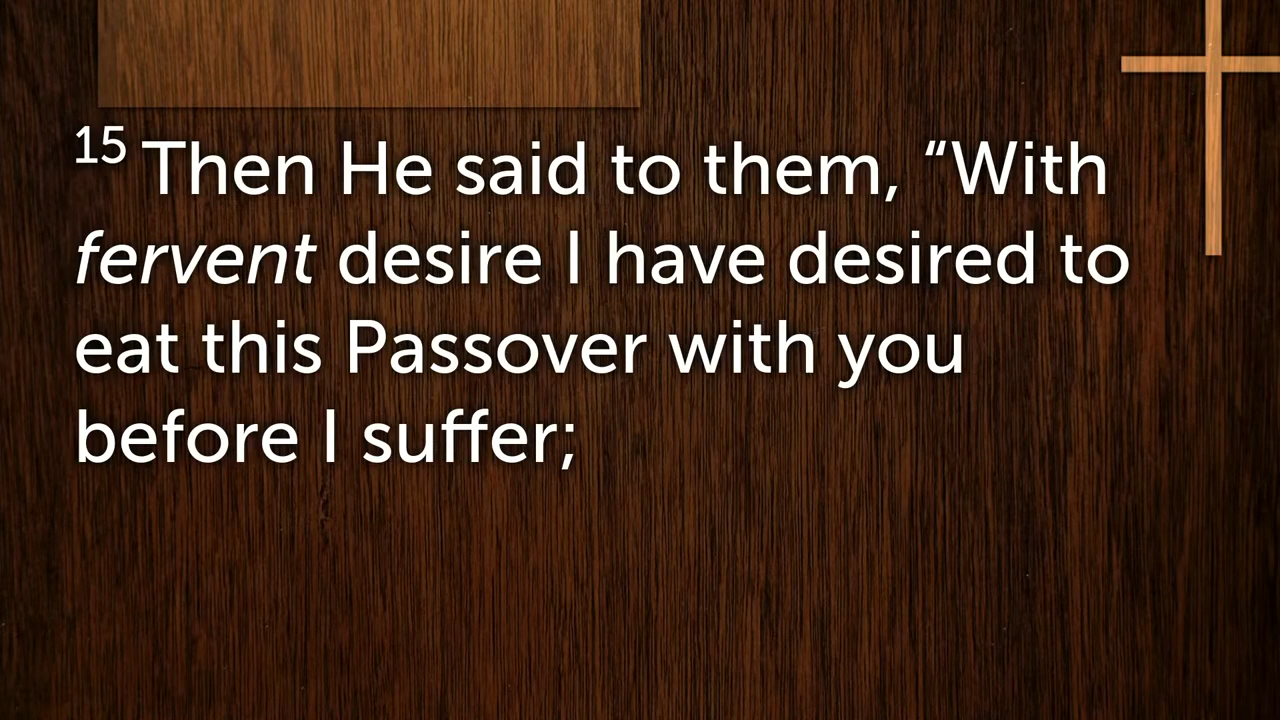 15 Then He said to them, “With
fervent desire I have desired to
eat this Passover with you
before I suffer;